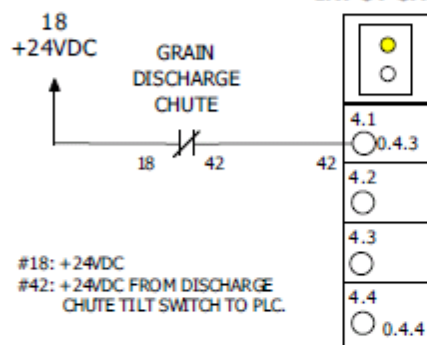 18
+24VDC
GRAIN
DISCHARGE
CHUTE
18
42
42
4.1
0.4.3
4.2
4.3
4.4
0.4.4
#18: +24VDC
#42: +24VDC FROM DISCHARGE
CHUTE TILT SWITCH TO PLC.